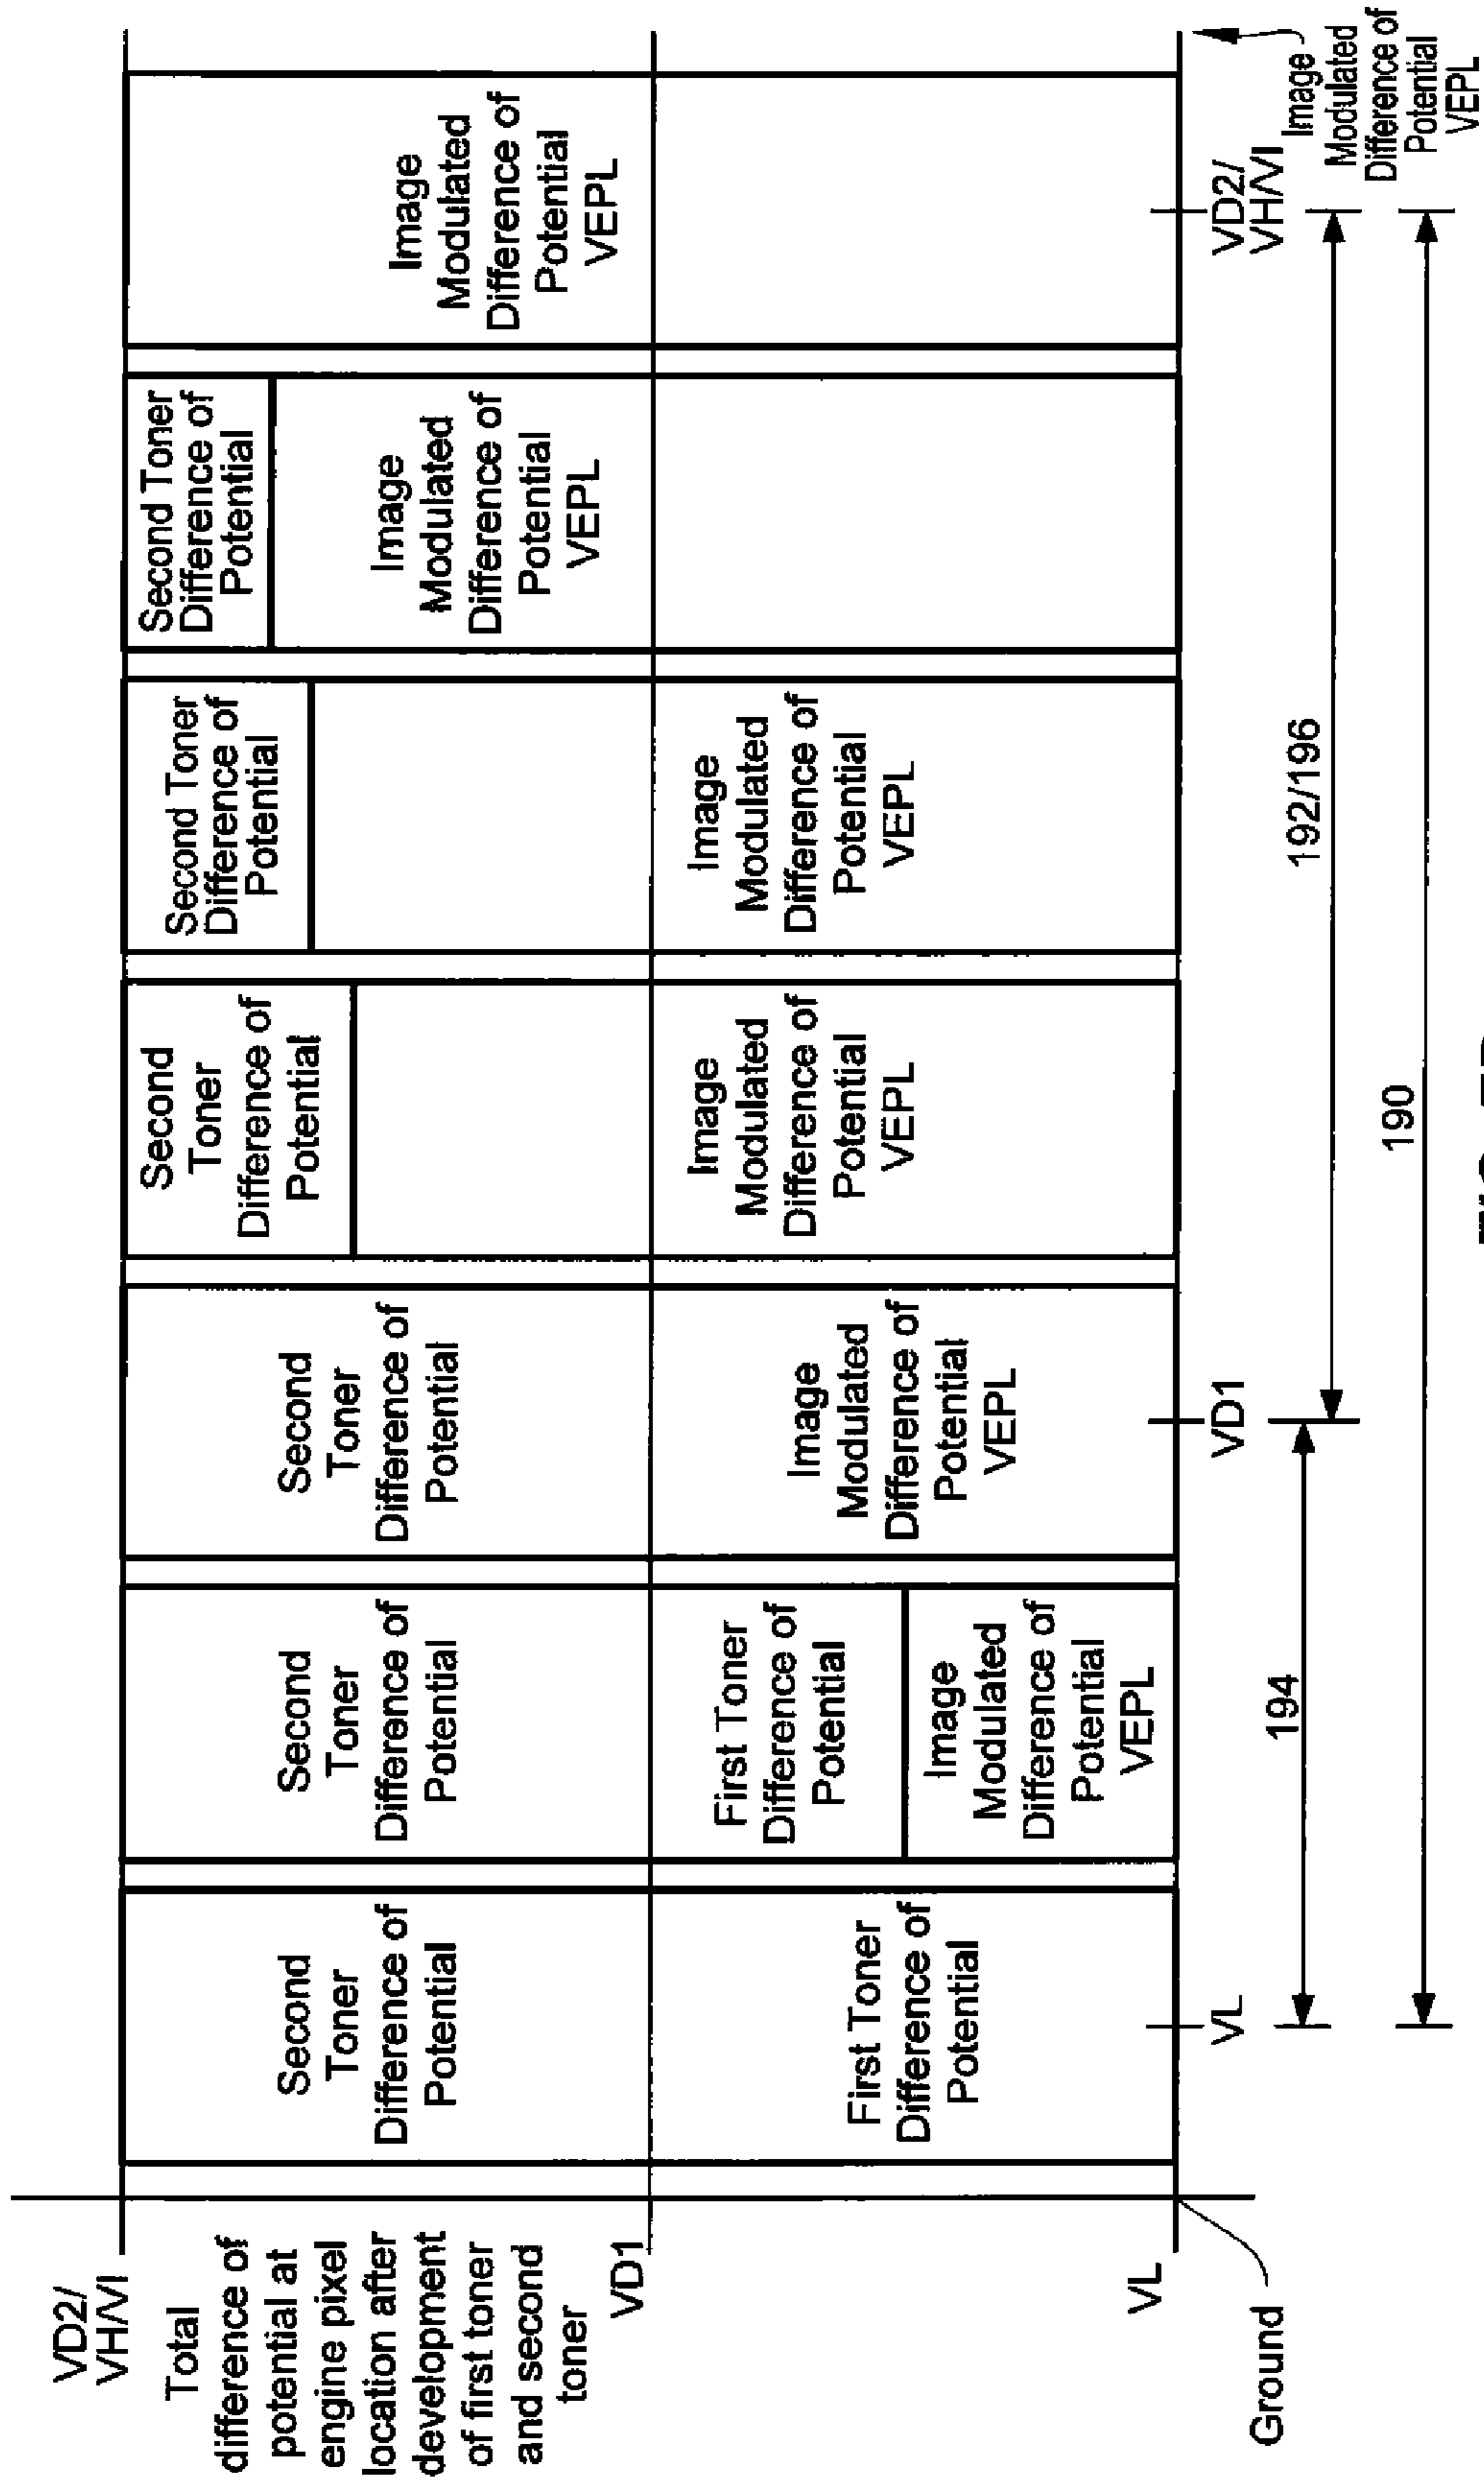 VD2/
VH/VI
Total
difference of
potential at
engine pixel
location after
development
of first toner
and second
toner
VD1
VL
Ground
Second
Toner
Difference of
Potential
First Toner
Difference of
Potential
Second
Toner
Difference of
Potential
First Toner
Difference of
Potential
Image
Modulated
Difference of
Potential
VEPL
Second
Toner
Difference of
Potential
Image
Modulated
Difference of
Potential
VEPL
Second
Toner
Difference of
Potential
Image
Modulated
Difference of
Potential
VEPL
Second Toner
Difference of
Potential
Image
Modulated
Difference of
Potential
VEPL
Second Toner
Difference of
Potential
Image
Modulated
Difference of
Potential
VEPL
Image
Modulated
Difference of
Potential
VEPL
VL
VD1
VD2/
VH/VI
Image
Modulated
Difference of
Potential
VEPL
194
192/196
190